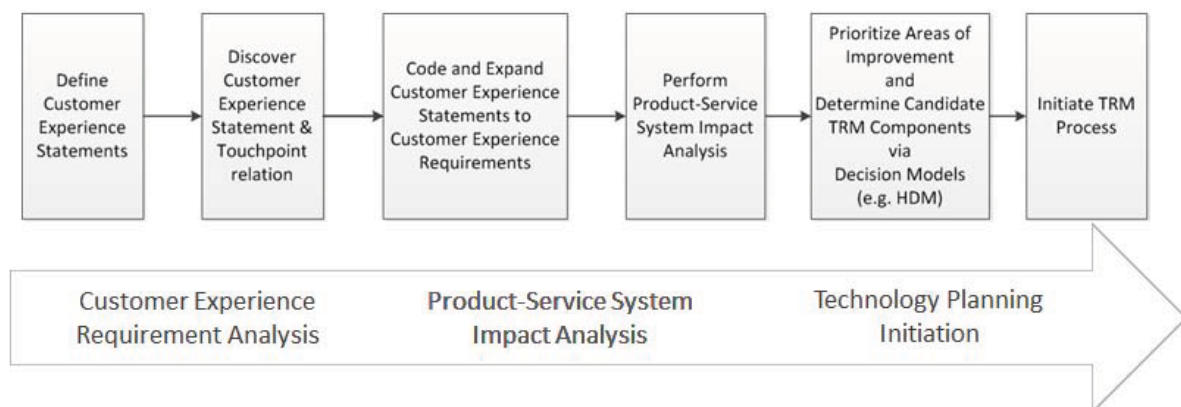 Define
Customer
Experience
Statements
Discover
Customer
Experience
Statement &
Touchpoint
relation
Code and Expand
Customer Experience
Statements to
Customer Experience
Requirements
Perform
Product-Service
System Impact
Analysis
Prioritize Areas of
Improvement
and
Determine Candidate
TRM Components
via
Decision Models
(e.g. HDM)
Initiate TRM
Process
Customer Experience
Requirement Analysis
Product-Service System
Impact Analysis
Technology Planning
Initiation